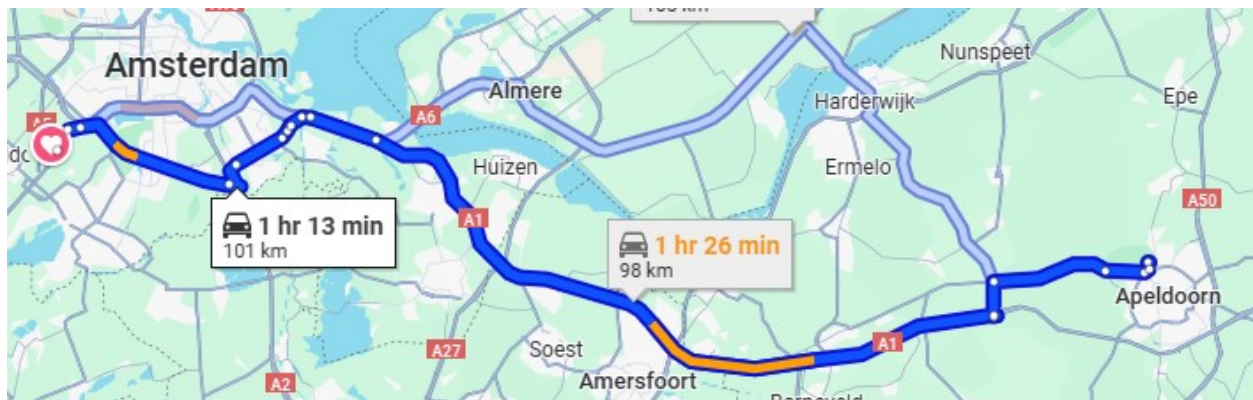 Amsterdam
Almere
Nunspeet
Harderwijk
Epe
A6
Huizen
Ermelo
A50
1 hr 13 min
101 km
A1
1 hr 26 min
98 km
Apeldoorn
A27
Soest
A1
A2
Amersfoort